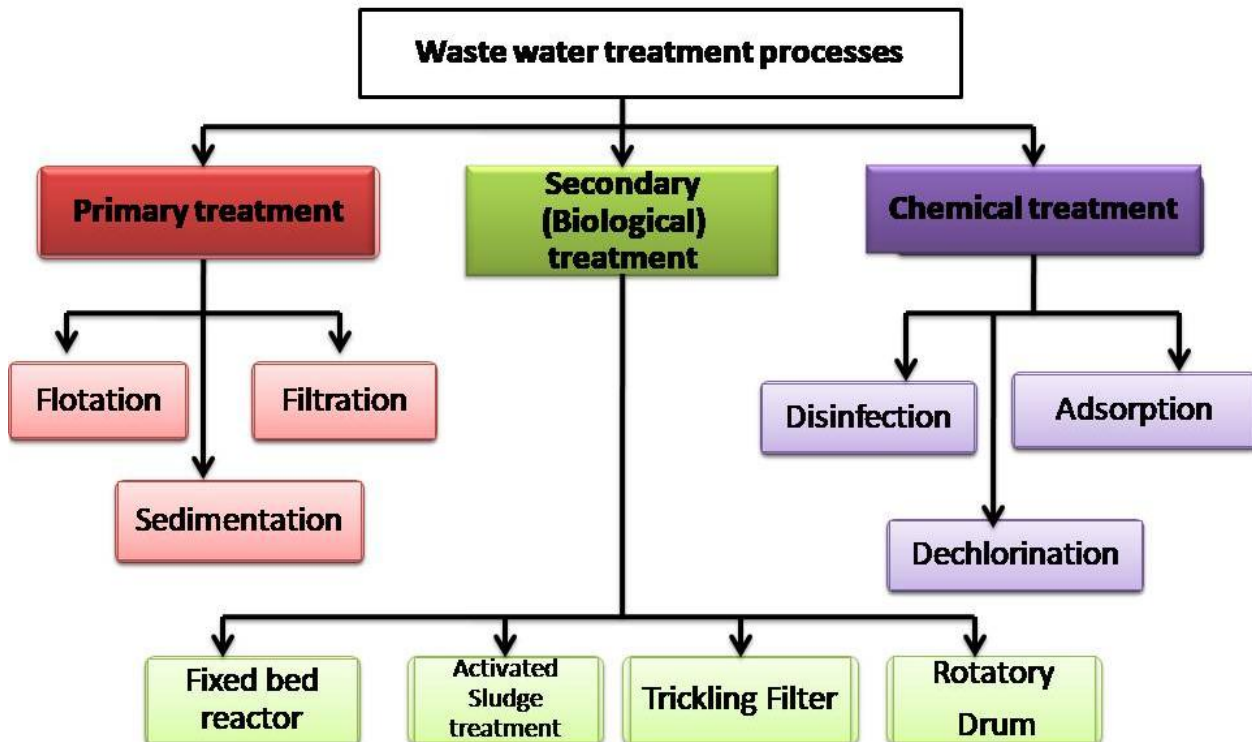 Waste water treatment processes
Primary treatment
Secondary
(Biological)
treatment
Chemical treatment
Flotation
Filtration
Sedimentation
Disinfection
Adsorption
Dechlorination
Fixed bed
reactor
Activated
Sludge
treatment
Trickling Filter
Rotatory
Drum